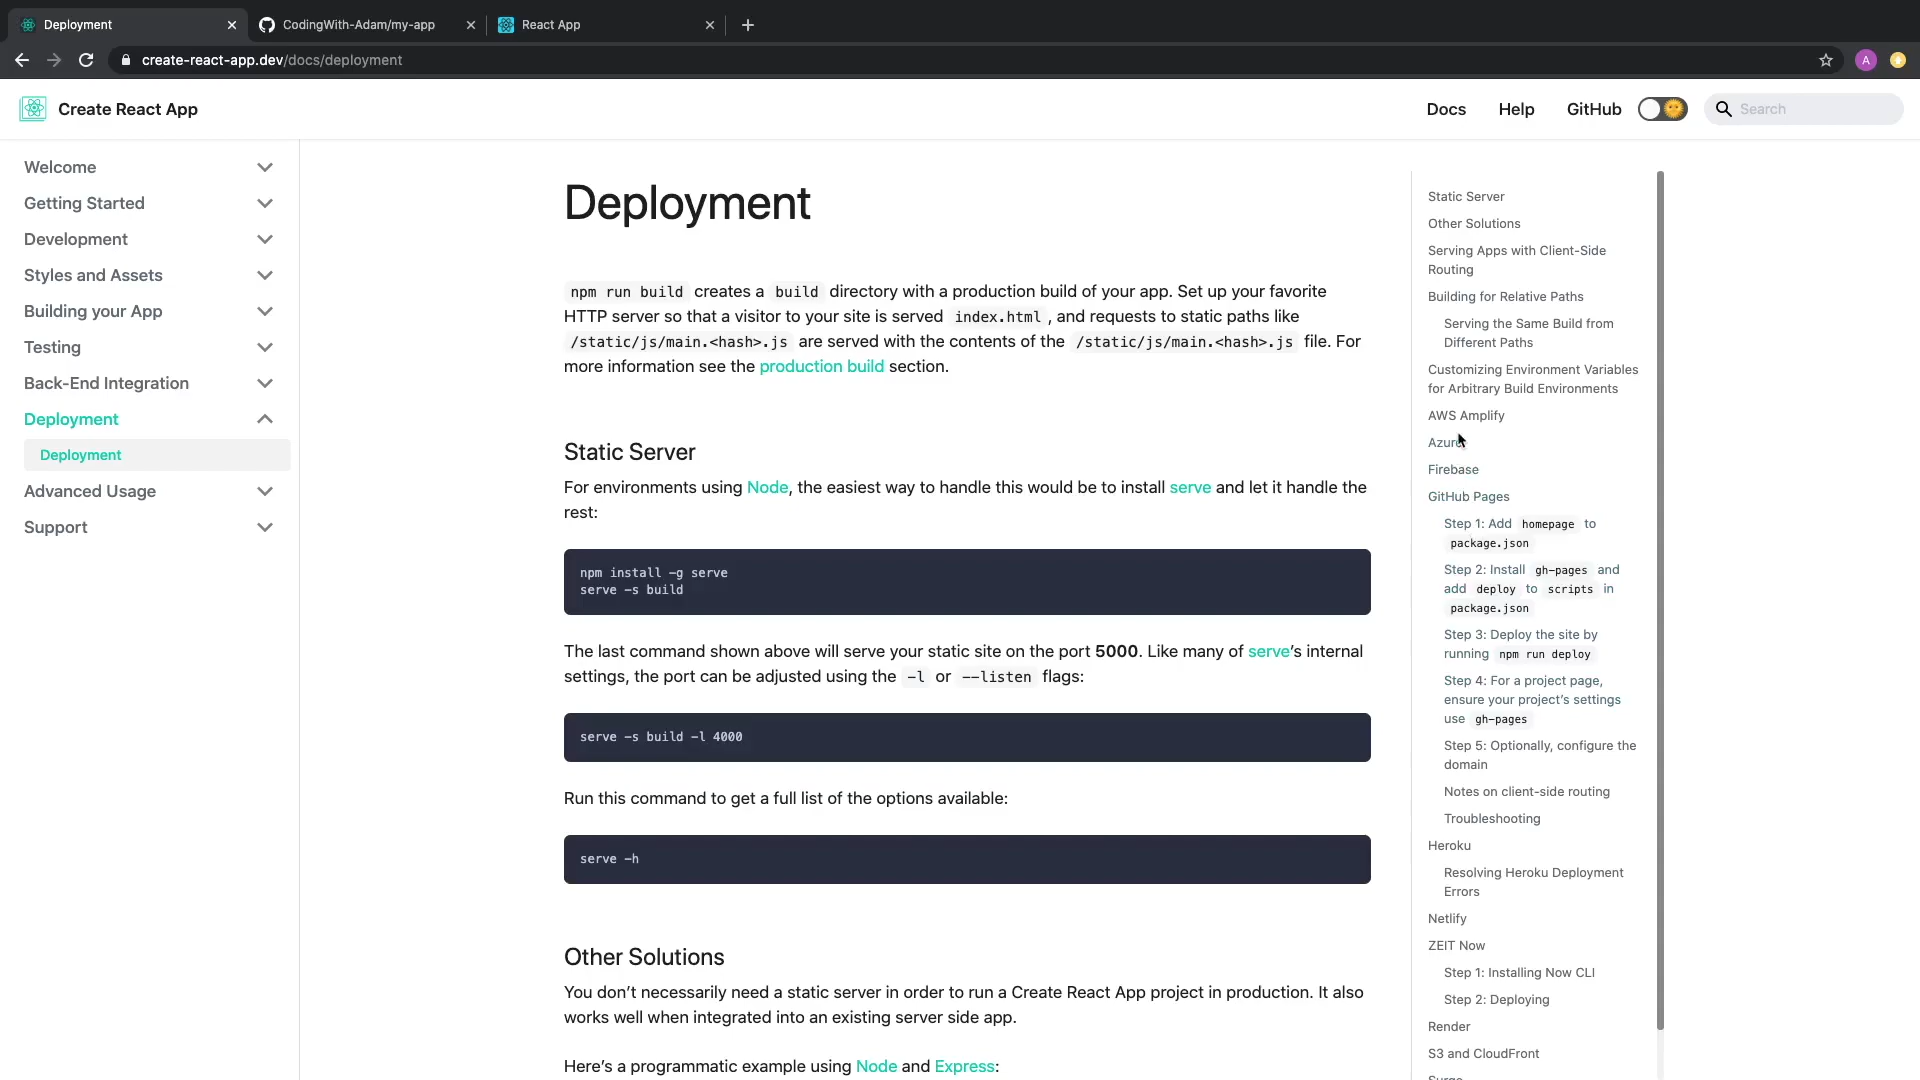 Deployment
CodingWith-Adam/my-app
React App
create-react-app.dev/docs/deployment
A
Create React App
Docs
Help
GitHub
Search
Welcome
Getting Started
Development
Styles and Assets
Building your App
Testing
Back-End Integration
Deployment
Deployment
Advanced Usage
Support
Deployment
npm run build creates a build directory with a production build of your app. Set up your favorite
HTTP server so that a visitor to your site is served index.html , and requests to static paths like
/static/js/main.<hash>.js are served with the contents of the /static/js/main.<hash>.js file. For
more information see the production build section.
Static Server
For environments using Node, the easiest way to handle this would be to install serve and let it handle the
rest:
npm install -g serve
serve -s build
The last command shown above will serve your static site on the port 5000. Like many of serve's internal
settings, the port can be adjusted using the -l or --listen flags:
serve -s build -l 4000
Run this command to get a full list of the options available:
serve -h
Other Solutions
You don't necessarily need a static server in order to run a Create React App project in production. It also
works well when integrated into an existing server side app.
Here's a programmatic example using Node and Express:
Static Server
Other Solutions
Serving Apps with Client-Side
Routing
Building for Relative Paths
Serving the Same Build from
Different Paths
Customizing Environment Variables
for Arbitrary Build Environments
AWS Amplify
Azure
Firebase
GitHub Pages
Step 1: Add homepage to
package.json
Step 2: Install gh-pages and
add deploy to scripts in
package.json
Step 3: Deploy the site by
running npm run deploy
Step 4: For a project page,
ensure your project's settings
use gh-pages
Step 5: Optionally, configure the
domain
Notes on client-side routing
Troubleshooting
Heroku
Resolving Heroku Deployment
Errors
Netlify
ZEIT Now
Step 1: Installing Now CLI
Step 2: Deploying
Render
S3 and CloudFront